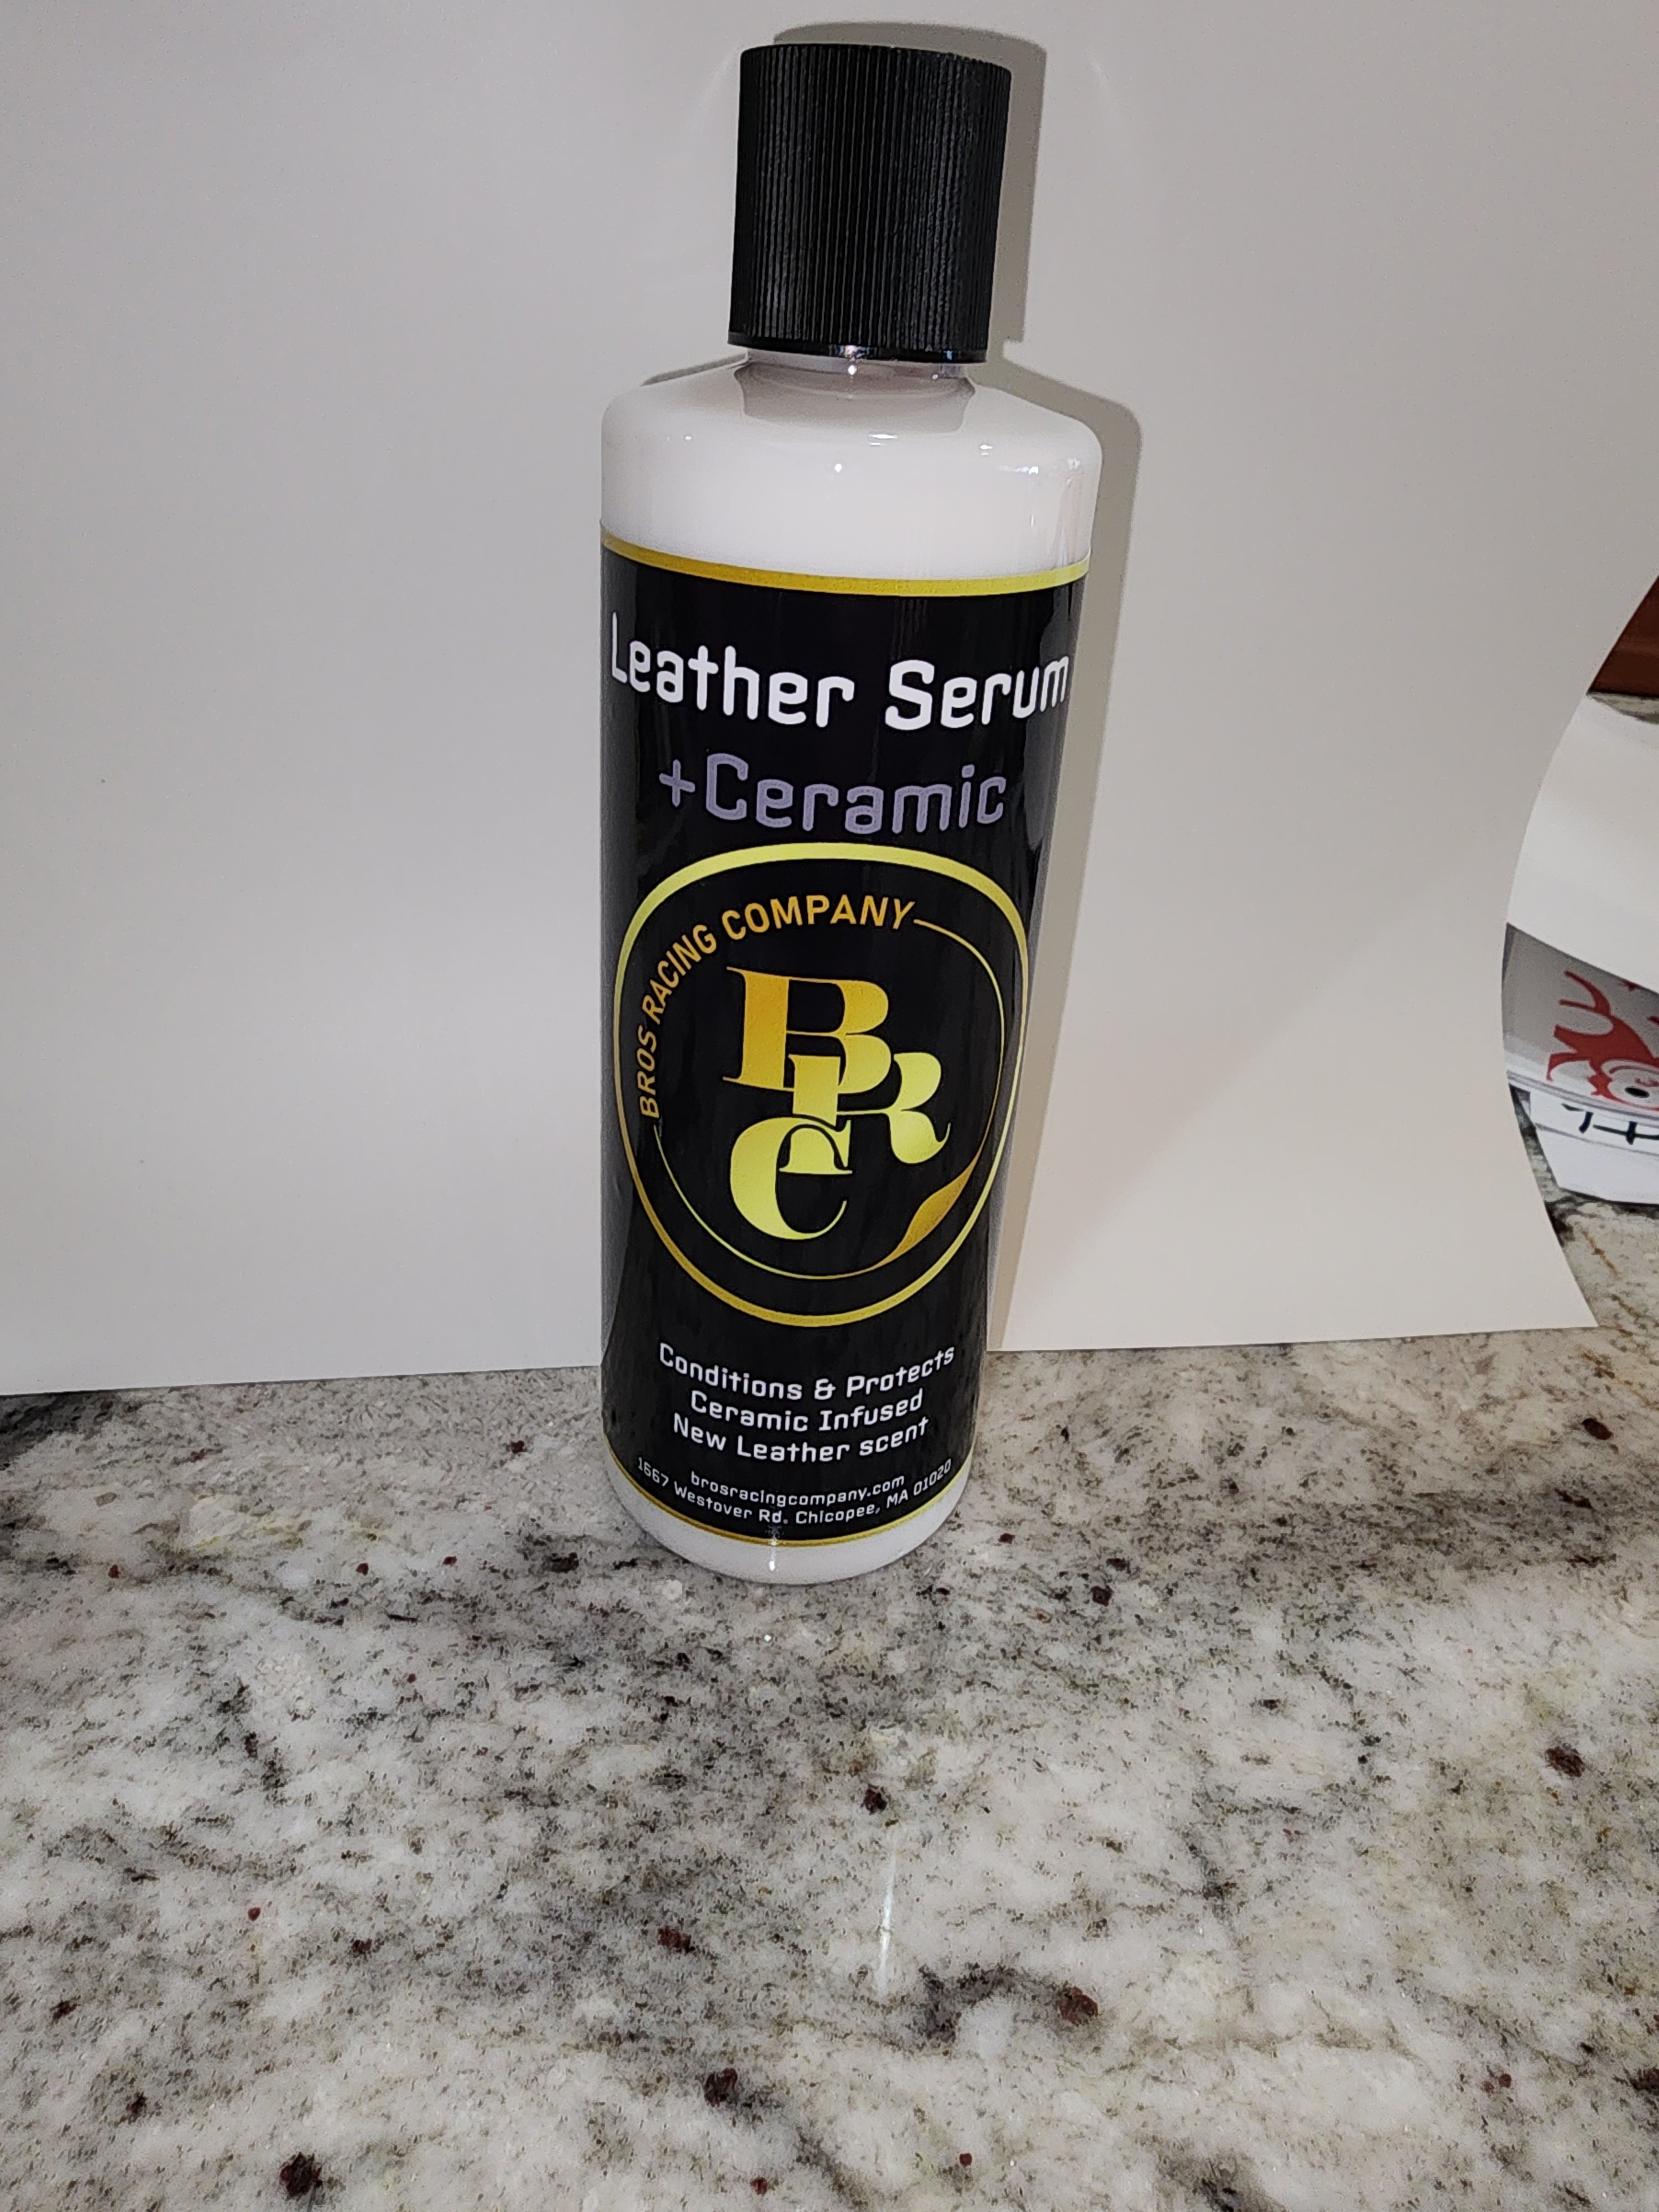 Leather Serum
+Ceramic
BROS RACING COMPANY
BRC
Conditions & Protects
Ceramic Infused
New Leather scent
brosracingcompany.com
1667 Westover Rd. Chicopee, MA 01020